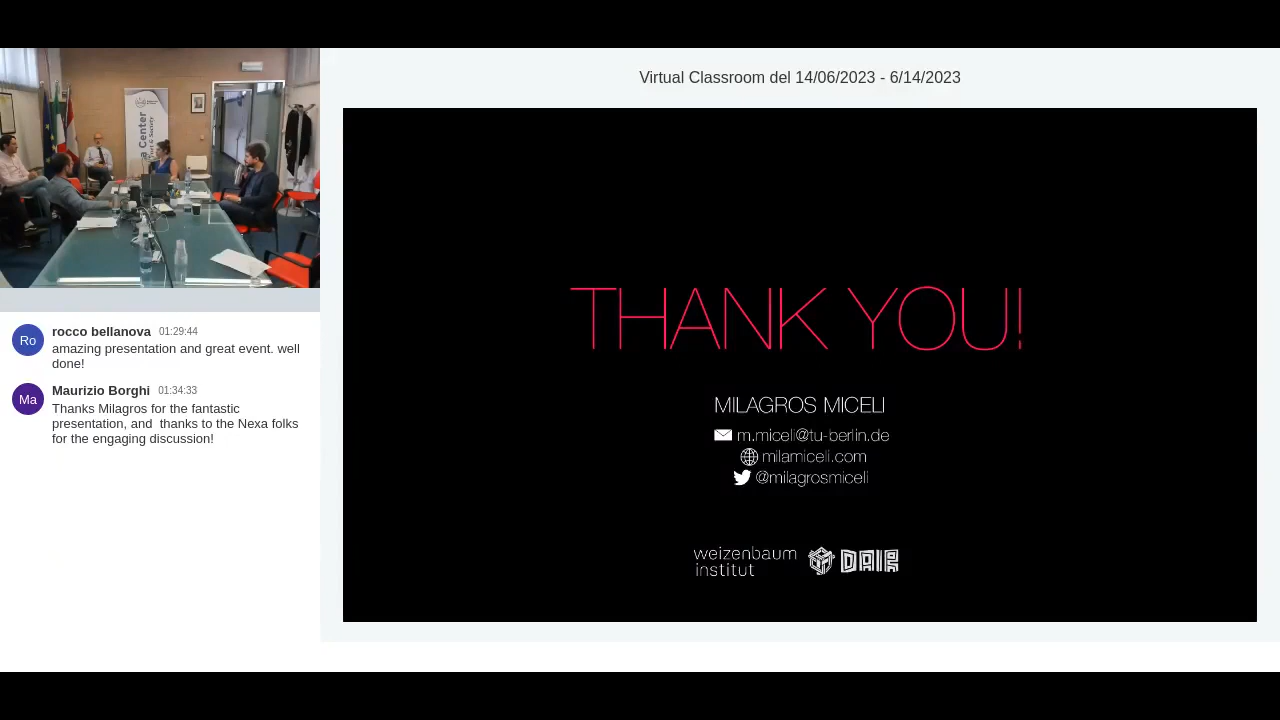 Virtual Classroom del 14/06/2023 - 6/14/2023
a Center
& Society
Ro
rocco bellanova 01:29:44
amazing presentation and great event. well
done!
Ma
Maurizio Borghi 01:34:33
Thanks Milagros for the fantastic
presentation, and  thanks to the Nexa folks
for the engaging discussion!
THANK YOU!
MILAGROS MICELI
m.miceli@tu-berlin.de
milamiceli.com
@milagrosmiceli
weizenbaum
institut
DAIR